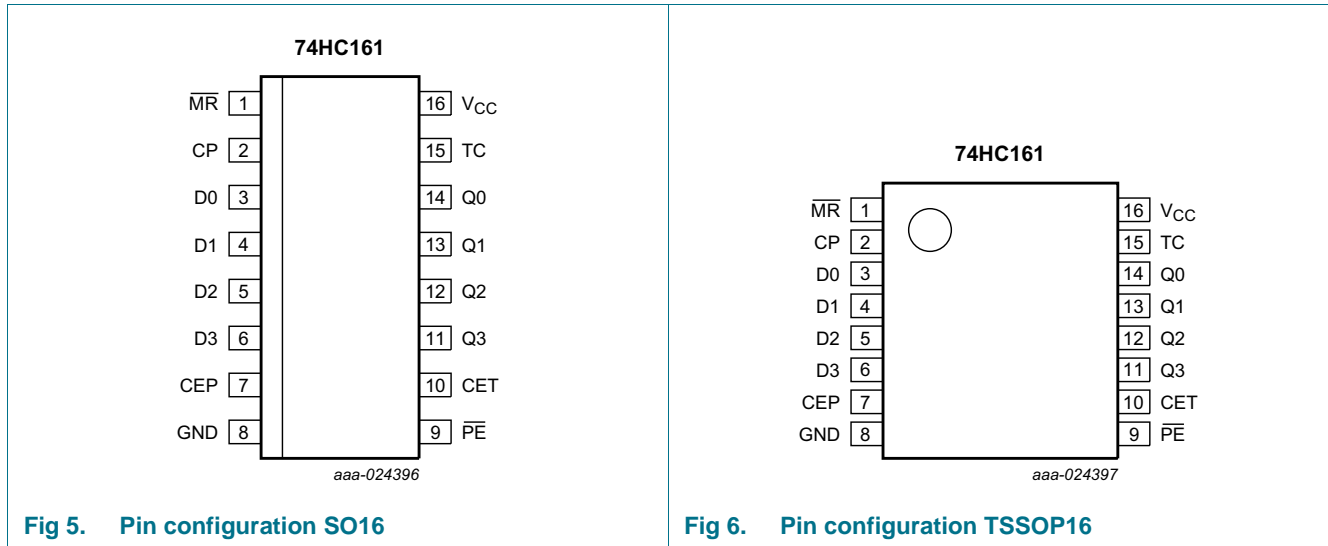 74HC161
MR 1 16 VCC
CP 2 15 TC
D0 3 14 Q0
D1 4 13 Q1
D2 5 12 Q2
D3 6 11 Q3
CEP 7 10 CET
GND 8 9 PE
aaa-024396
Fig 5. Pin configuration SO16
74HC161
MR 1 16 VCC
CP 2 15 TC
D0 3 14 Q0
D1 4 13 Q1
D2 5 12 Q2
D3 6 11 Q3
CEP 7 10 CET
GND 8 9 PE
aaa-024397
Fig 6. Pin configuration TSSOP16